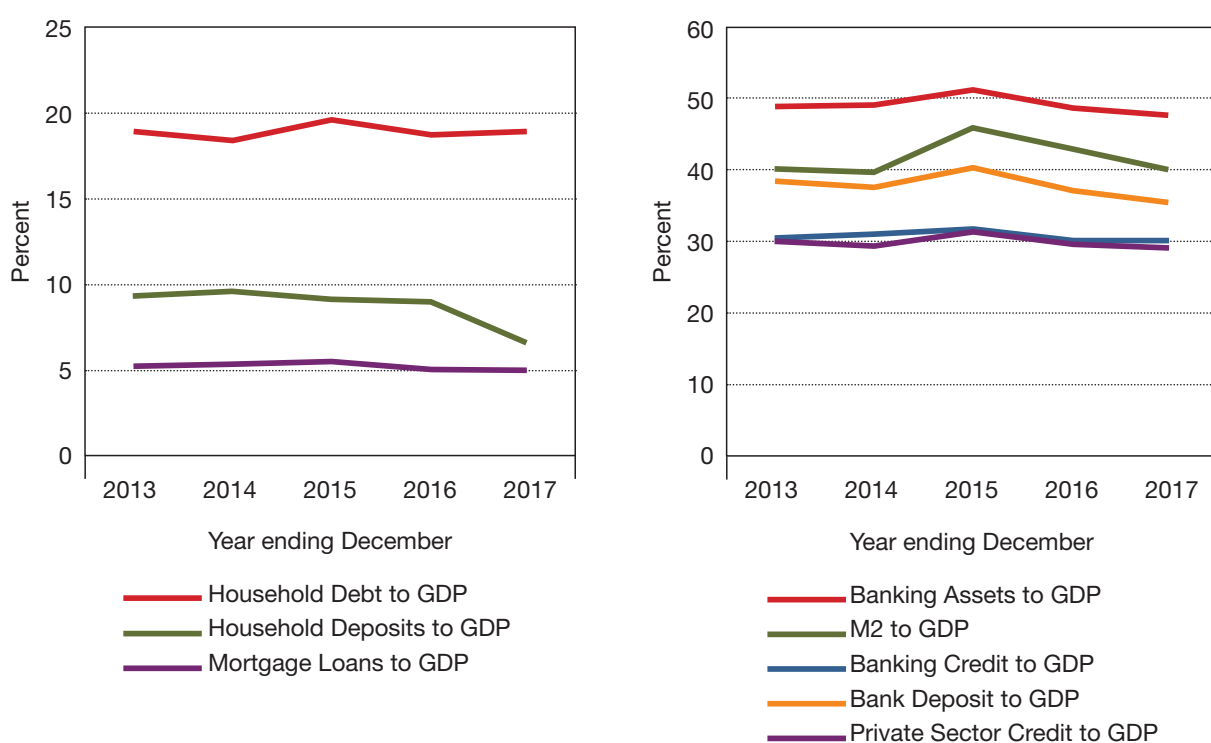 25
20
15
10
5
0
Percent
2013 2014 2015 2016 2017
Year ending December
Household Debt to GDP
Household Deposits to GDP
Mortgage Loans to GDP
60
50
40
30
20
10
0
Percent
2013 2014 2015 2016 2017
Year ending December
Banking Assets to GDP
M2 to GDP
Banking Credit to GDP
Bank Deposit to GDP
Private Sector Credit to GDP